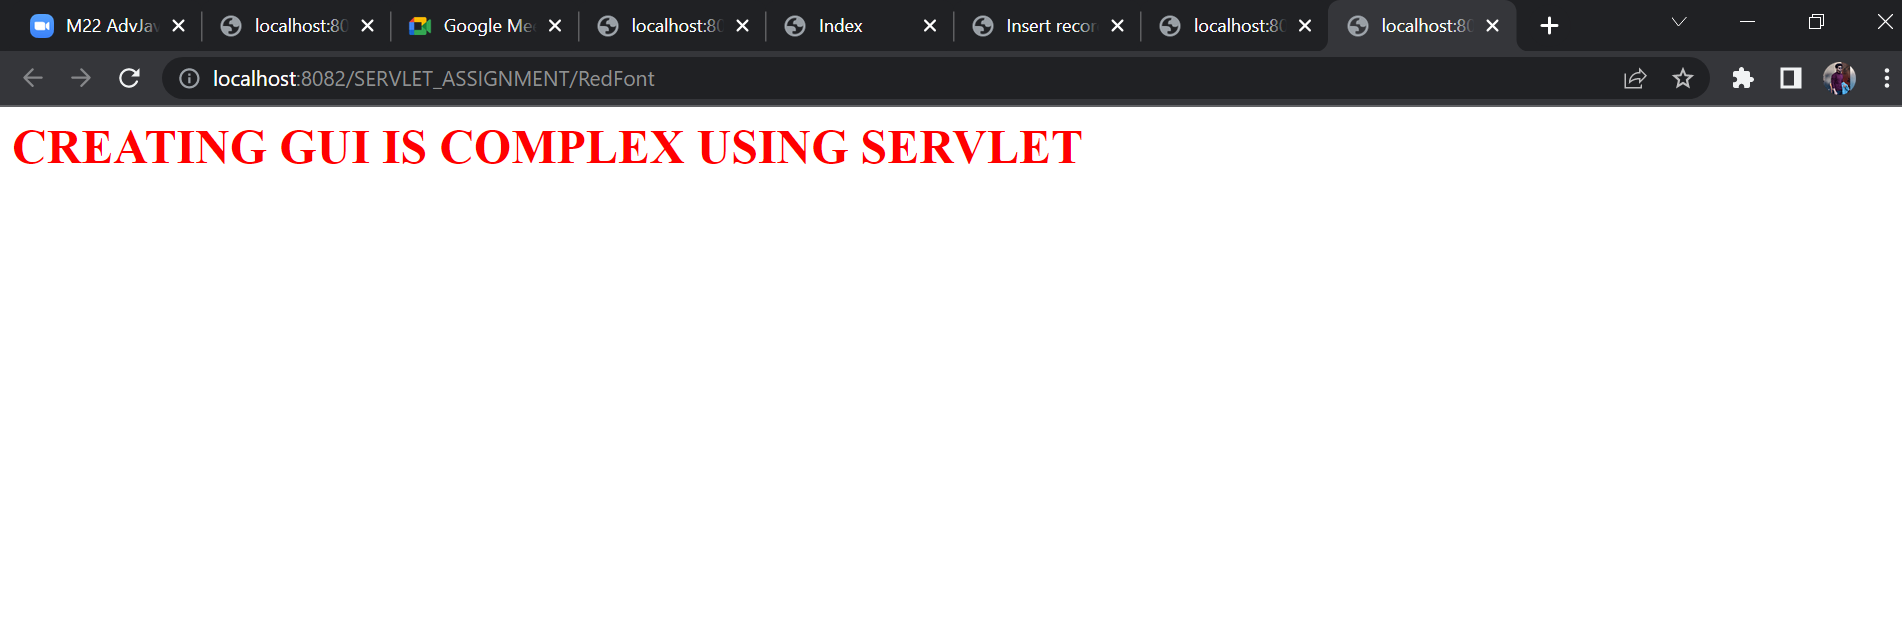 M22 AdvJav
localhost:80
Google Mee
localhost:80
Index
Insert recor
localhost:80
localhost:80
localhost:8082/SERVLET_ASSIGNMENT/RedFont
CREATING GUI IS COMPLEX USING SERVLET